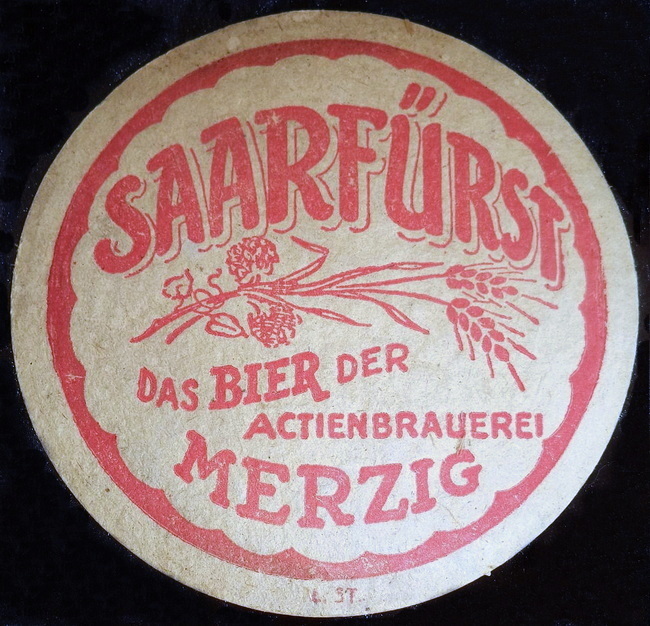 SAARFÜRST
DAS BIER DER
ACTIENBRAUEREI
MERZIG